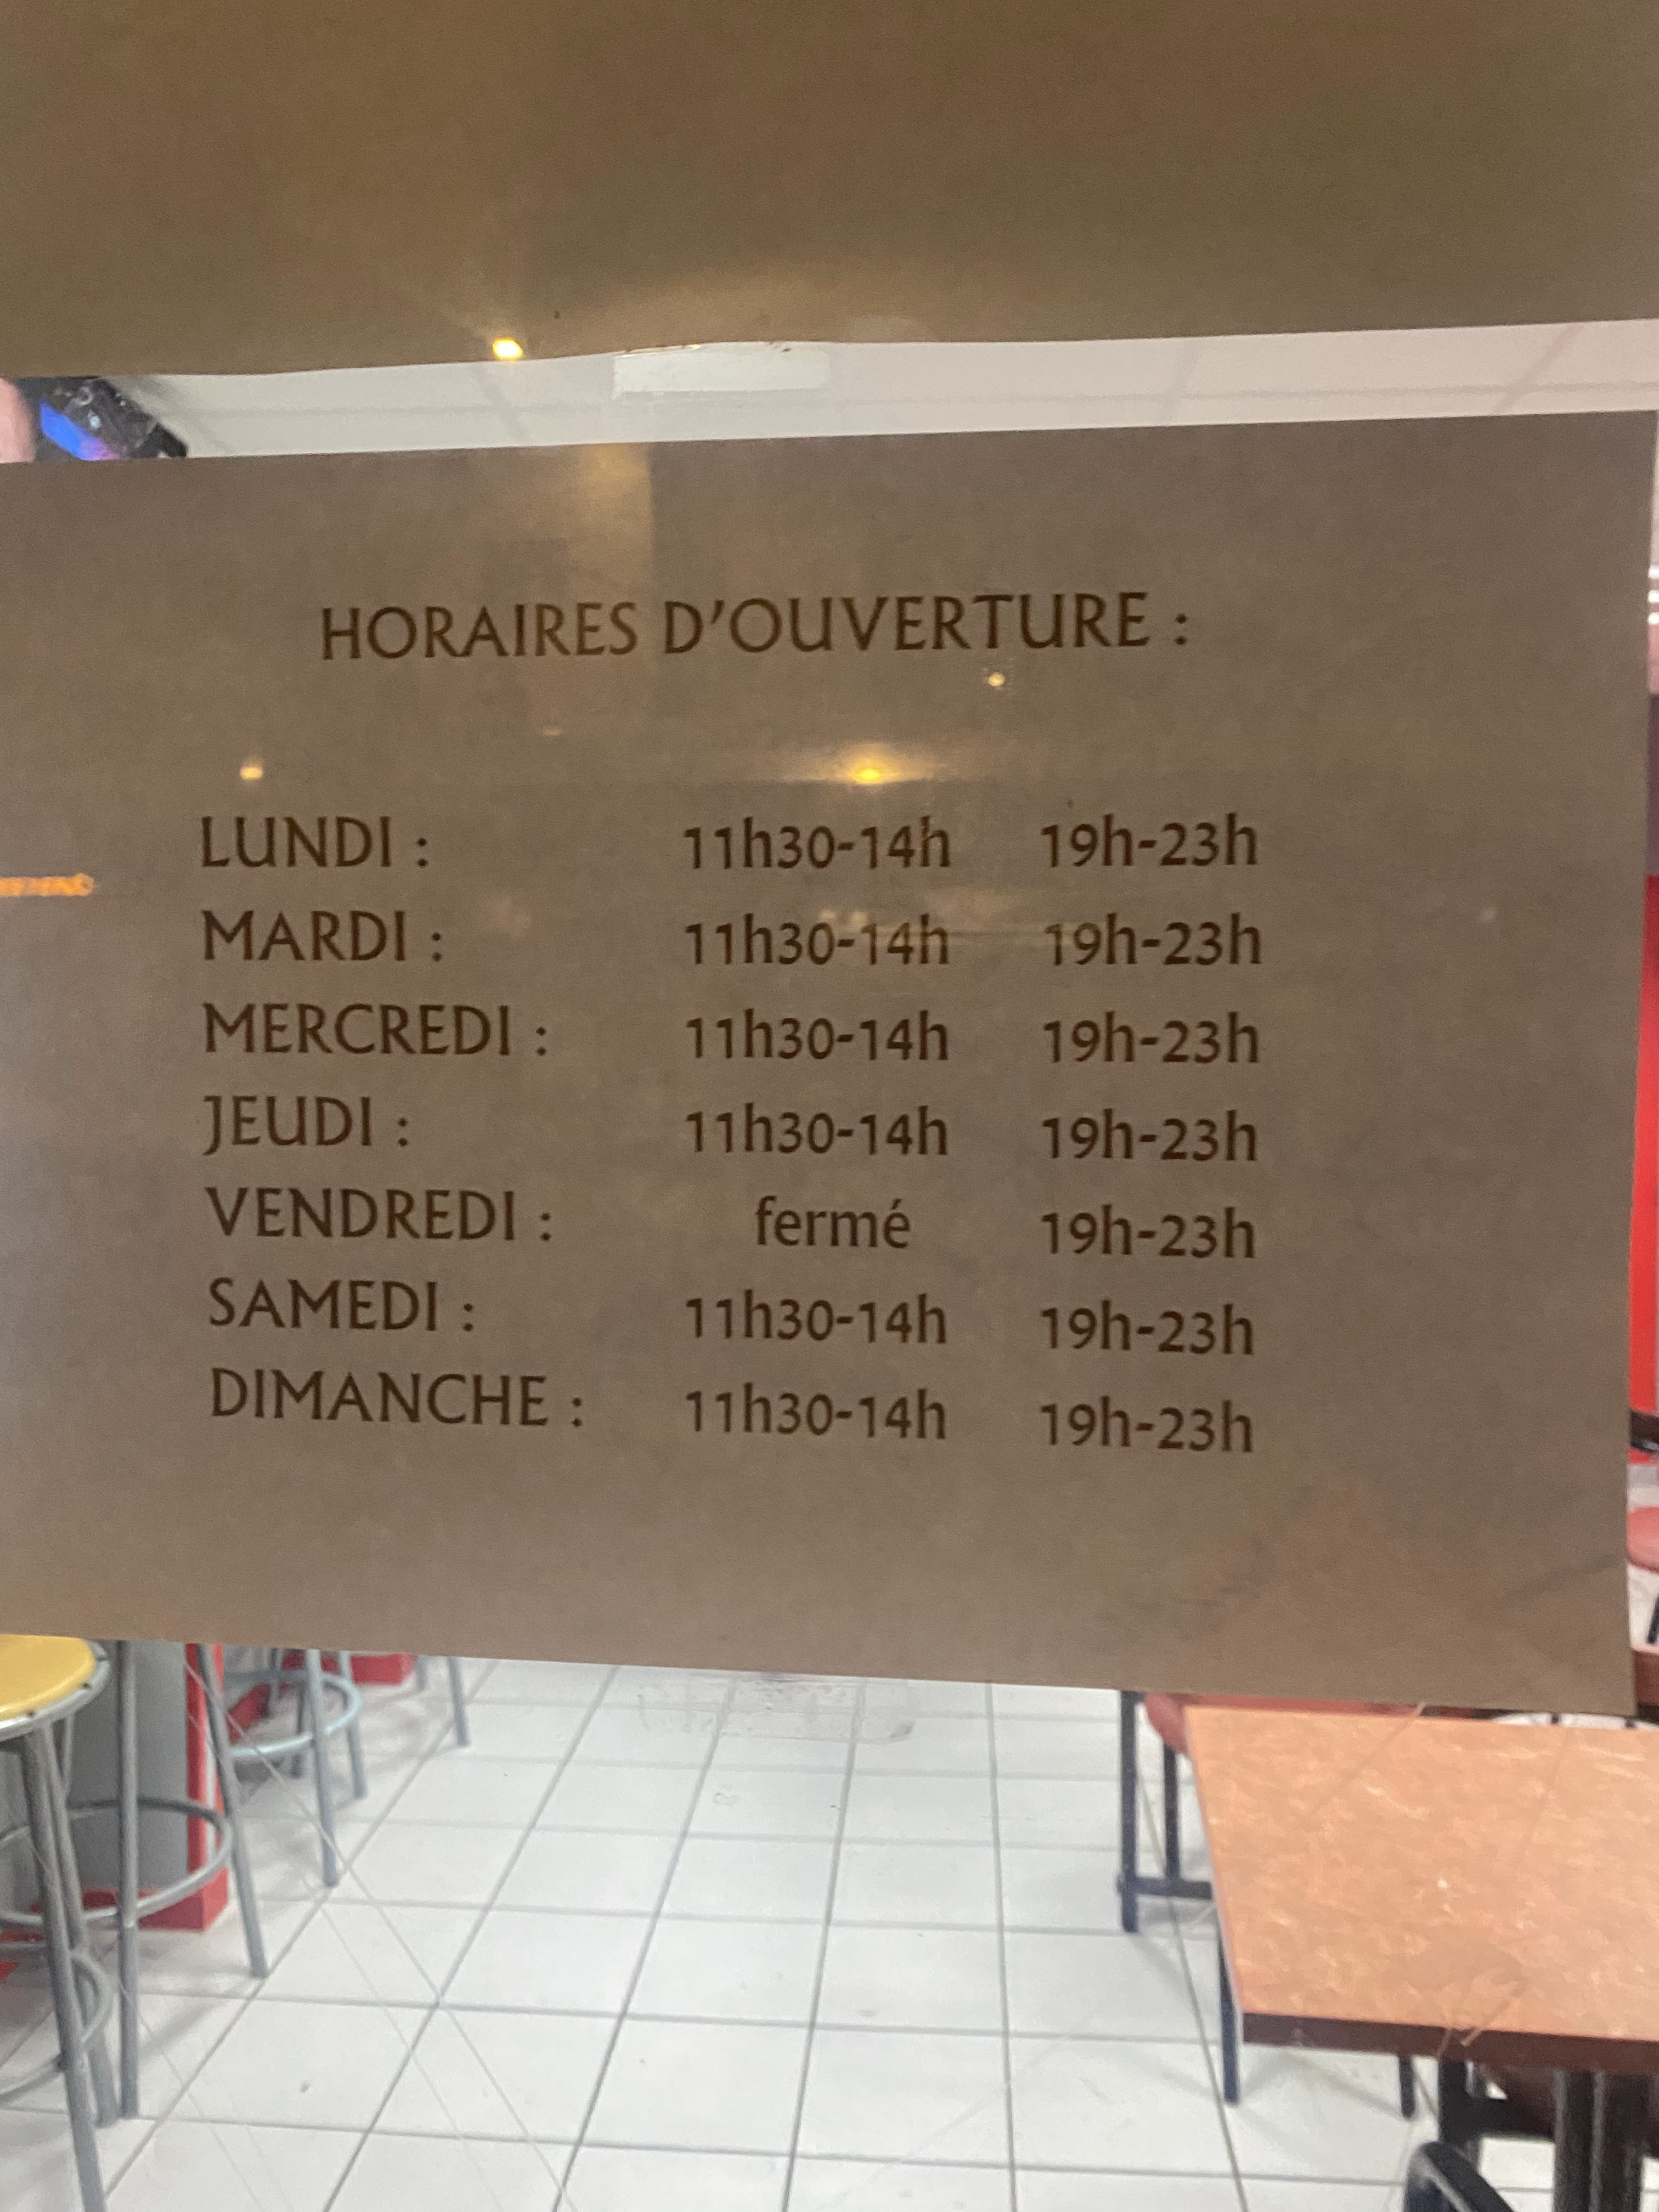 HORAIRES D'OUVERTURE :
LUNDI : 11h30-14h 19h-23h
MARDI : 11h30-14h 19h-23h
MERCREDI : 11h30-14h 19h-23h
JEUDI : 11h30-14h 19h-23h
VENDREDI : fermé 19h-23h
SAMEDI : 11h30-14h 19h-23h
DIMANCHE : 11h30-14h 19h-23h